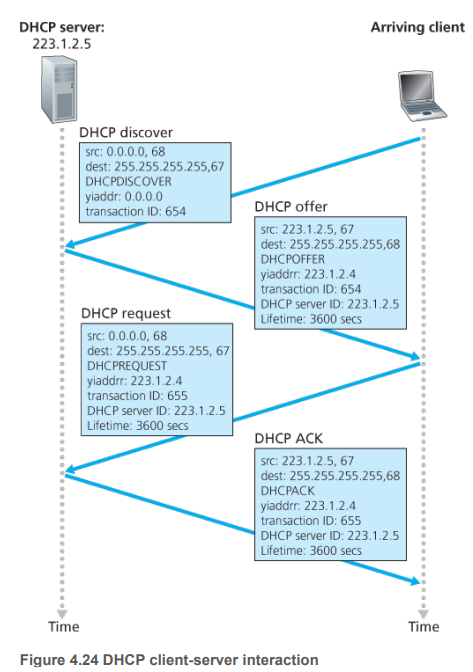 DHCP server:
223.1.2.5
Arriving client
DHCP discover
src: 0.0.0.0, 68
dest: 255.255.255.255,67
DHCPDISCOVER
yiaddr: 0.0.0.0
transaction ID: 654
DHCP offer
src: 223.1.2.5, 67
dest: 255.255.255.255,68
DHCPOFFER
yiaddrr: 223.1.2.4
transaction ID: 654
DHCP server ID: 223.1.2.5
Lifetime: 3600 secs
DHCP request
src: 0.0.0.0, 68
dest: 255.255.255.255, 67
DHCPREQUEST
yiaddrr: 223.1.2.4
transaction ID: 655
DHCP server ID: 223.1.2.5
Lifetime: 3600 secs
DHCP ACK
src: 223.1.2.5, 67
dest: 255.255.255.255,68
DHCPACK
yiaddrr: 223.1.2.4
transaction ID: 655
DHCP server ID: 223.1.2.5
Lifetime: 3600 secs
Time
Time
Figure 4.24 DHCP client-server interaction